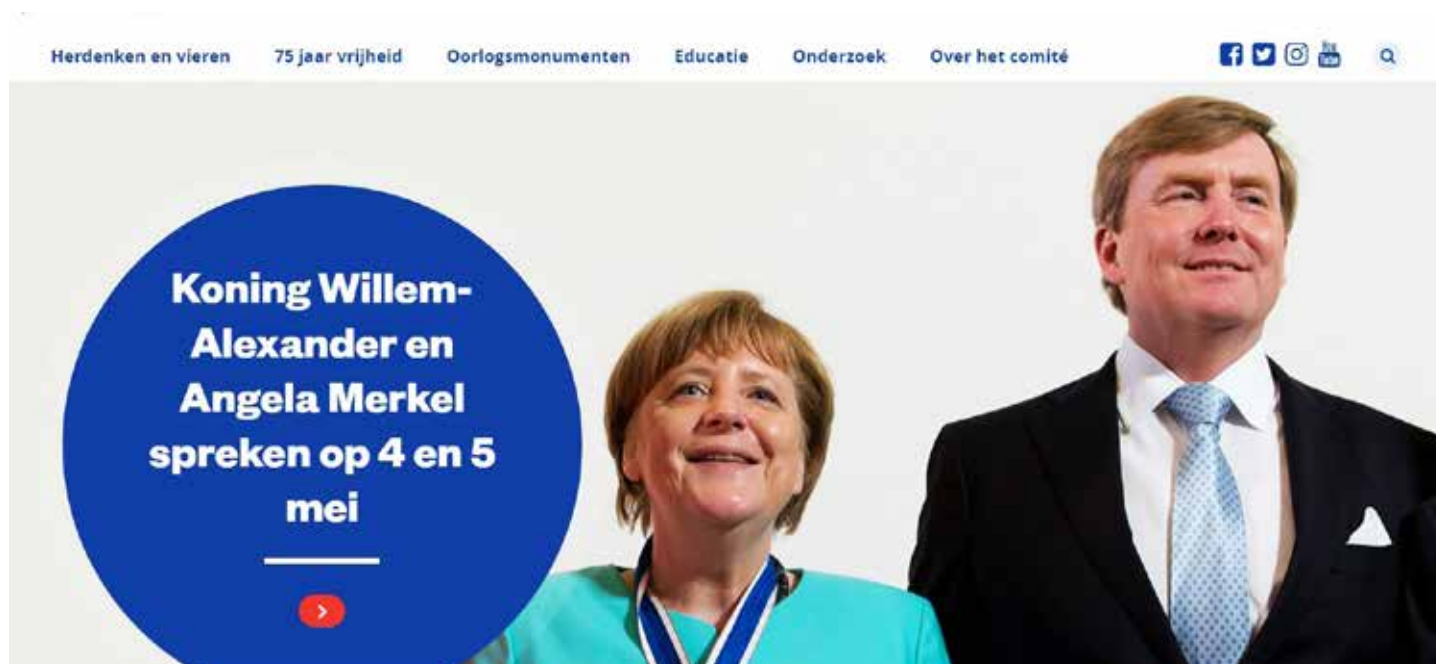 Herdenken en vieren 75 jaar vrijheid Oorlogsmonumenten Educatie Onderzoek Over het comité
Koning Willem-
Alexander en
Angela Merkel
spreken op 4 en 5
mei